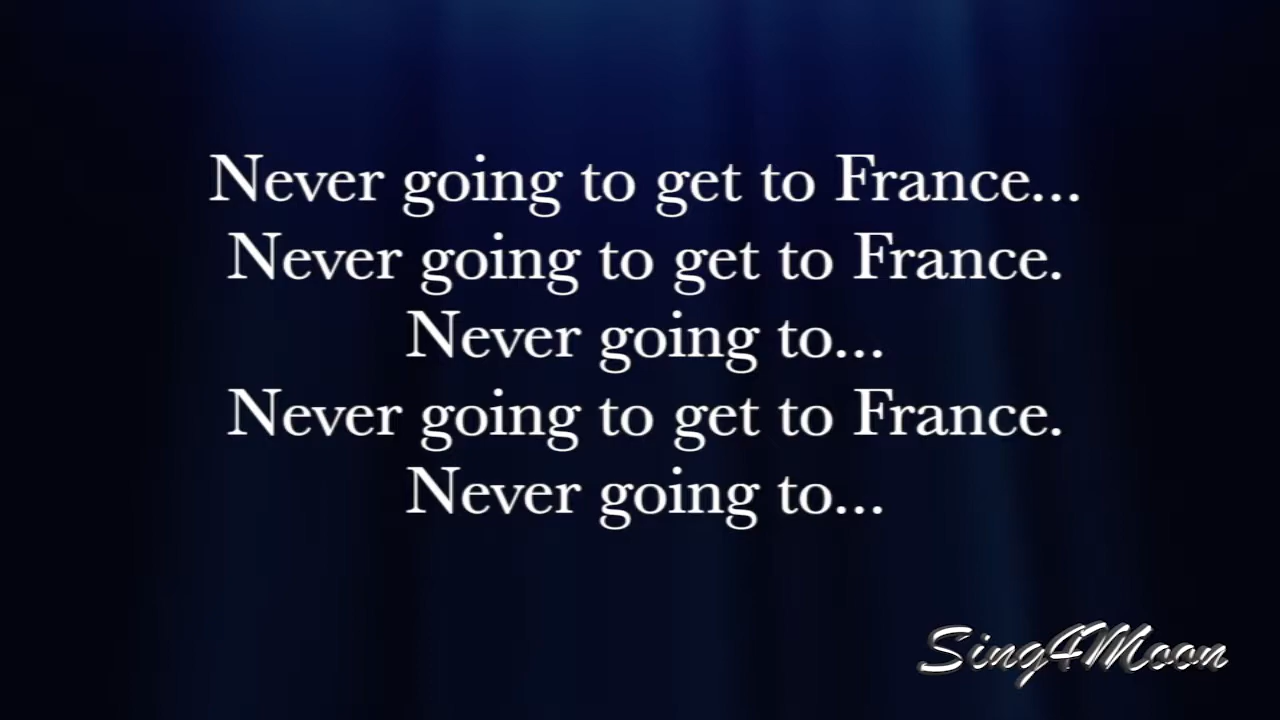 Never going to get to France...
Never going to get to France.
Never going to...
Never going to get to France.
Never going to...
Sing4Moon